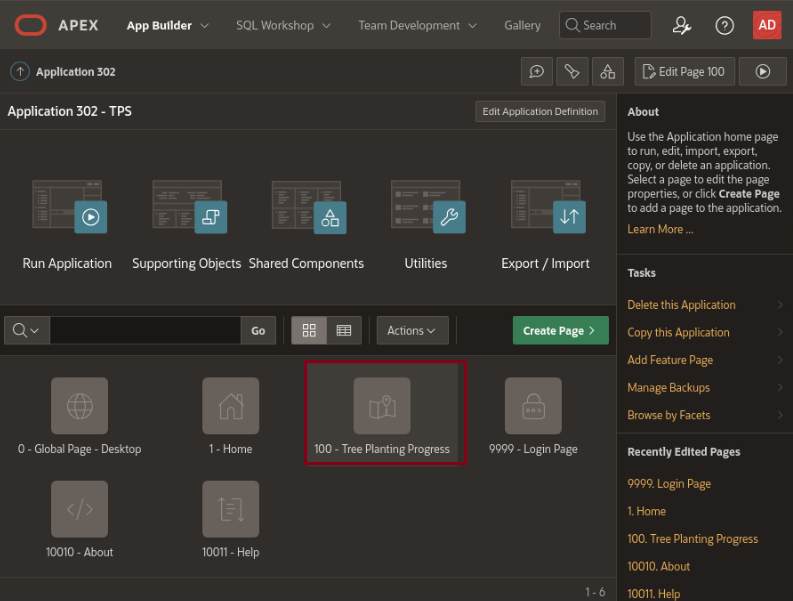 APEX App Builder SQL Workshop Team Development Gallery Search AD
Application 302 Edit Page 100
Application 302 - TPS Edit Application Definition
Run Application Supporting Objects Shared Components Utilities Export / Import
Go Actions Create Page
0 - Global Page - Desktop 1 - Home 100 - Tree Planting Progress 9999 - Login Page
10010 - About 10011 - Help
1 - 6
About
Use the Application home page
to run, edit, import, export,
copy, or delete an application.
Select a page to edit the page
properties, or click Create Page
to add a page to the application.
Learn More ...
Tasks
Delete this Application
Copy this Application
Add Feature Page
Manage Backups
Browse by Facets
Recently Edited Pages
9999. Login Page
1. Home
100. Tree Planting Progress
10010. About
10011. Help